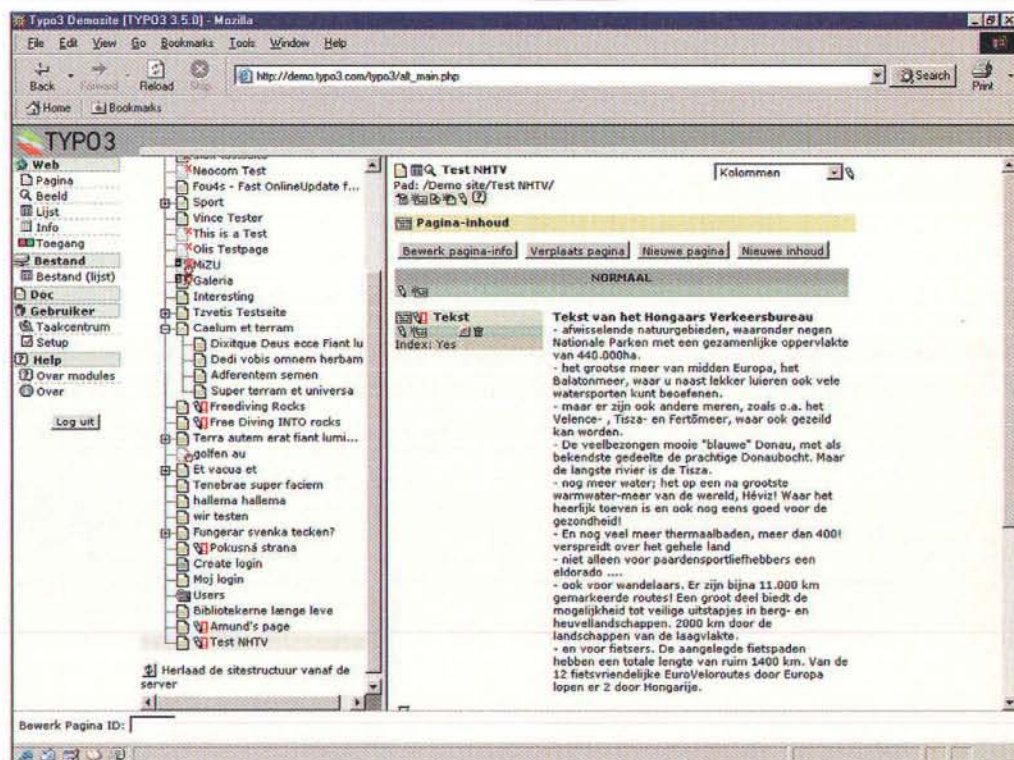 Typo3 Demosite [TYPO3 3.5.0] - Mozilla
File Edit View Go Bookmarks Tools Window Help
Back Forward Reload Stop http://demo.typo3.com/typo3/alt_main.php Search Print
Home Bookmarks
TYPO3
Web
Pagina
Beeld
Lijst
Info
Toegang
Bestand
Bestand (lijst)
Doc
Gebruiker
Taakcentrum
Setup
Help
Over modules
Over
Log uit
Neocom Test
Fou4s - Fast OnlineUpdate f...
Sport
Vince Tester
This is a Test
Olis Testpage
MiZU
Galeria
Interesting
Tzvetis Testseite
Caelum et terram
Dixitque Deus ecce Fiant lu
Dedi vobis omnem herbam
Adferentem semen
Super terram et universa
Freediving Rocks
Free Diving INTO rocks
Terra autem erat fiant lumi...
golfen au
Et vacua et
Tenebrae super faciem
hallema hallema
wir testen
Fungerar svenka tecken?
Pokusná strana
Create login
Moj login
Users
Bibliotekerne længe leve
Amund's page
Test NHTV
Herlaad de sitestructuur vanaf de
server
Test NHTV
Kolommen
Pad: /Demo site/Test NHTV/
Pagina-inhoud
Bewerk pagina-info Verplaats pagina Nieuwe pagina Nieuwe inhoud
NORMAAL
Tekst
Index: Yes
Tekst van het Hongaars Verkeersbureau
- afwisselende natuurgebieden, waaronder negen
Nationale Parken met een gezamenlijke oppervlakte
van 440.000ha.
- het grootse meer van midden Europa, het
Balatonmeer, waar u naast lekker luieren ook vele
watersporten kunt beoefenen.
- maar er zijn ook andere meren, zoals o.a. het
Velence- , Tisza- en Fertömeer, waar ook gezeild
kan worden.
- De veelbezongen mooie "blauwe" Donau, met als
bekendste gedeelte de prachtige Donaubocht. Maar
de langste rivier is de Tisza.
- nog meer water; het op een na grootste
warmwater-meer van de wereld, Héviz! Waar het
heerlijk toeven is en ook nog eens goed voor de
gezondheid!
- En nog veel meer thermaalbaden, meer dan 400!
verspreidt over het gehele land
- niet alleen voor paardensportliefhebbers een
eldorado ....
- ook voor wandelaars. Er zijn bijna 11.000 km
gemarkeerde routes! Een groot deel biedt de
mogelijkheid tot veilige uitstapjes in berg- en
heuvellandschappen. 2000 km door de
landschappen van de laagvlakte.
- en voor fietsers. De aangelegde fietspaden
hebben een totale lengte van ruim 1400 km. Van de
12 fietsvriendelijke EuroVeloroutes door Europa
lopen er 2 door Hongarije.
Bewerk Pagina ID: